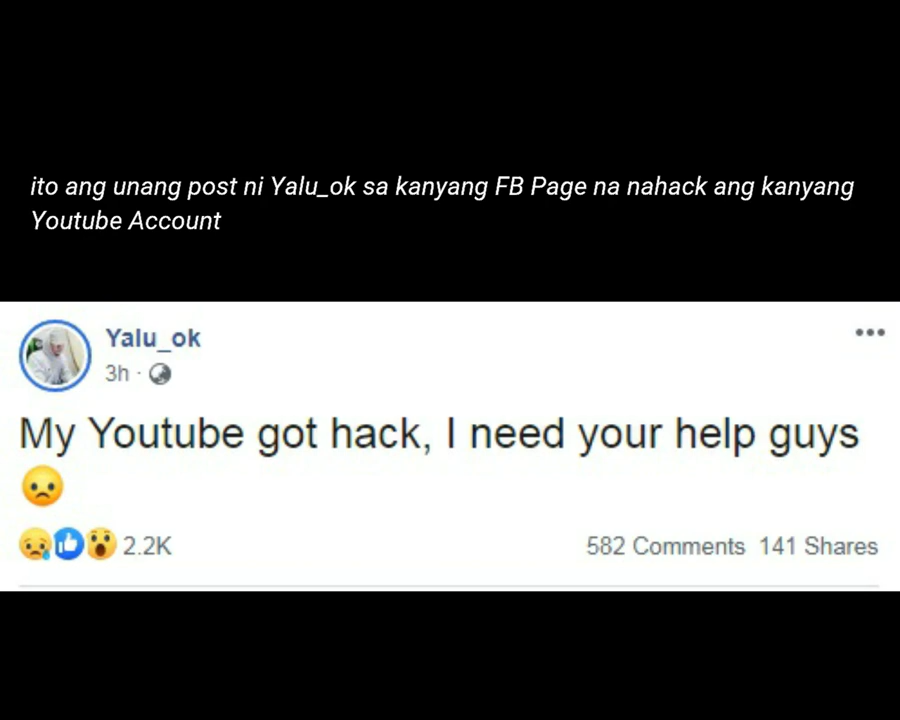 ito ang unang post ni Yalu_ok sa kanyang FB Page na nahack ang kanyang
Youtube Account
Yalu_ok
3h ·
My Youtube got hack, I need your help guys
2.2K 582 Comments 141 Shares